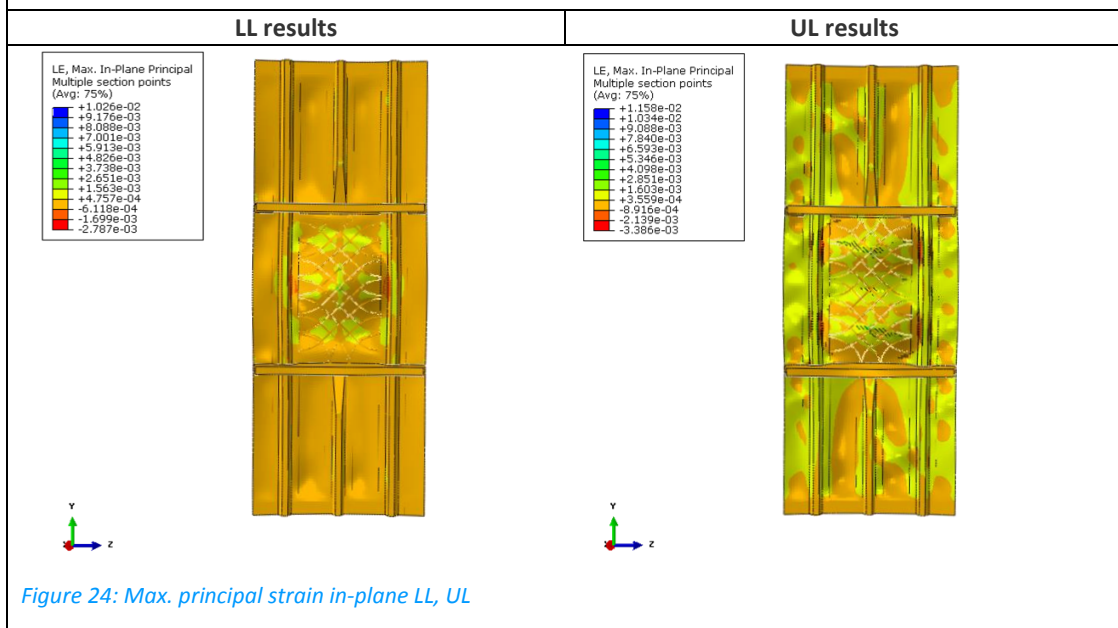 LL results
UL results
LE, Max. In-Plane Principal
Multiple section points
(Avg: 75%)
+1.026e-02
+9.176e-03
+8.088e-03
+7.001e-03
+5.913e-03
+4.826e-03
+3.738e-03
+2.651e-03
+1.563e-03
+4.757e-04
-6.118e-04
-1.699e-03
-2.787e-03
Y
Z
LE, Max. In-Plane Principal
Multiple section points
(Avg: 75%)
+1.158e-02
+1.034e-02
+9.088e-03
+7.840e-03
+6.593e-03
+5.346e-03
+4.098e-03
+2.851e-03
+1.603e-03
+3.559e-04
-8.916e-04
-2.139e-03
-3.386e-03
Y
Z
Figure 24: Max. principal strain in-plane LL, UL